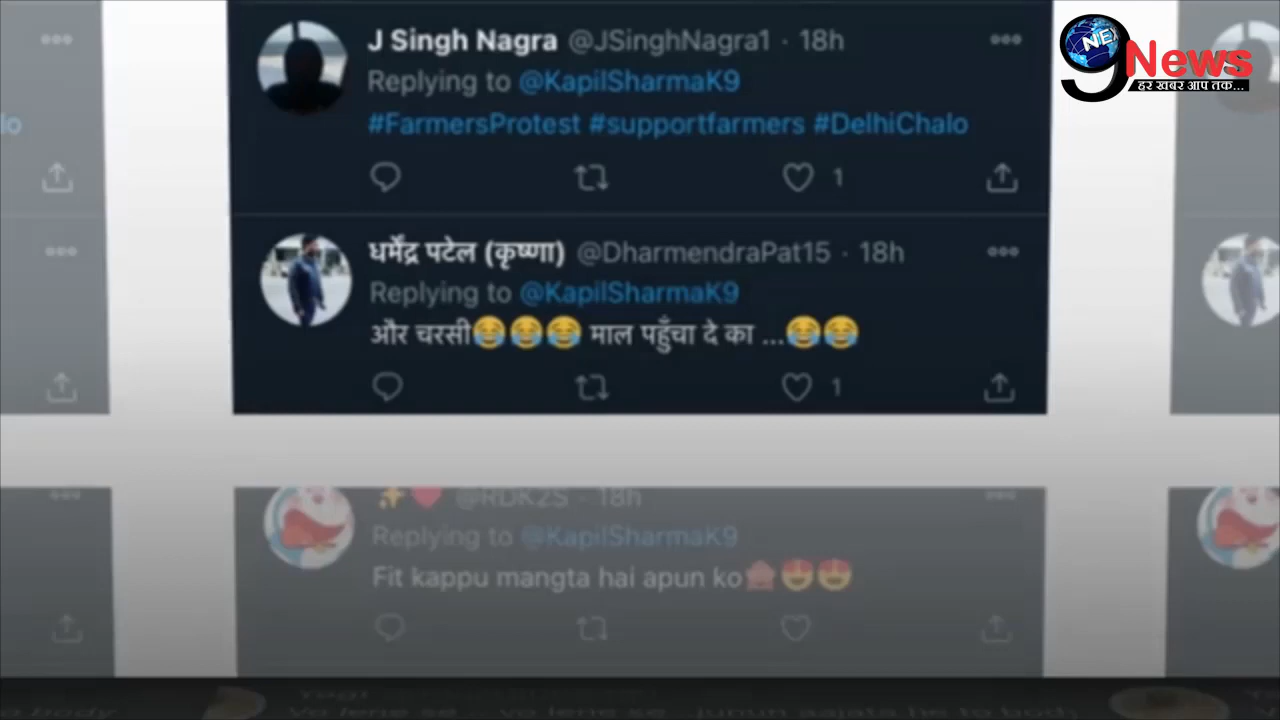 J Singh Nagra @JSinghNagra1 · 18h
Replying to @KapilSharmaK9
#FarmersProtest #supportfarmers #DelhiChalo
1
धर्मेंद्र पटेल (कृष्णा) @DharmendraPat15 · 18h
Replying to @KapilSharmaK9
और चरसी😂😂😂 माल पहुँचा दे का ...😂😂
1
@RDK2S · 18h
Replying to @KapilSharmaK9
Fit kappu mangta hai apun ko🙈😍😍
lo
NE
9 News
हर खबर आप तक...